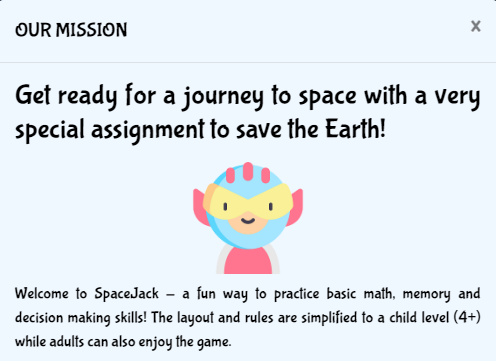 OUR MISSION
x
Get ready for a journey to space with a very
special assignment to save the Earth!
Welcome to SpaceJack – a fun way to practice basic math, memory and
decision making skills! The layout and rules are simplified to a child level (4+)
while adults can also enjoy the game.